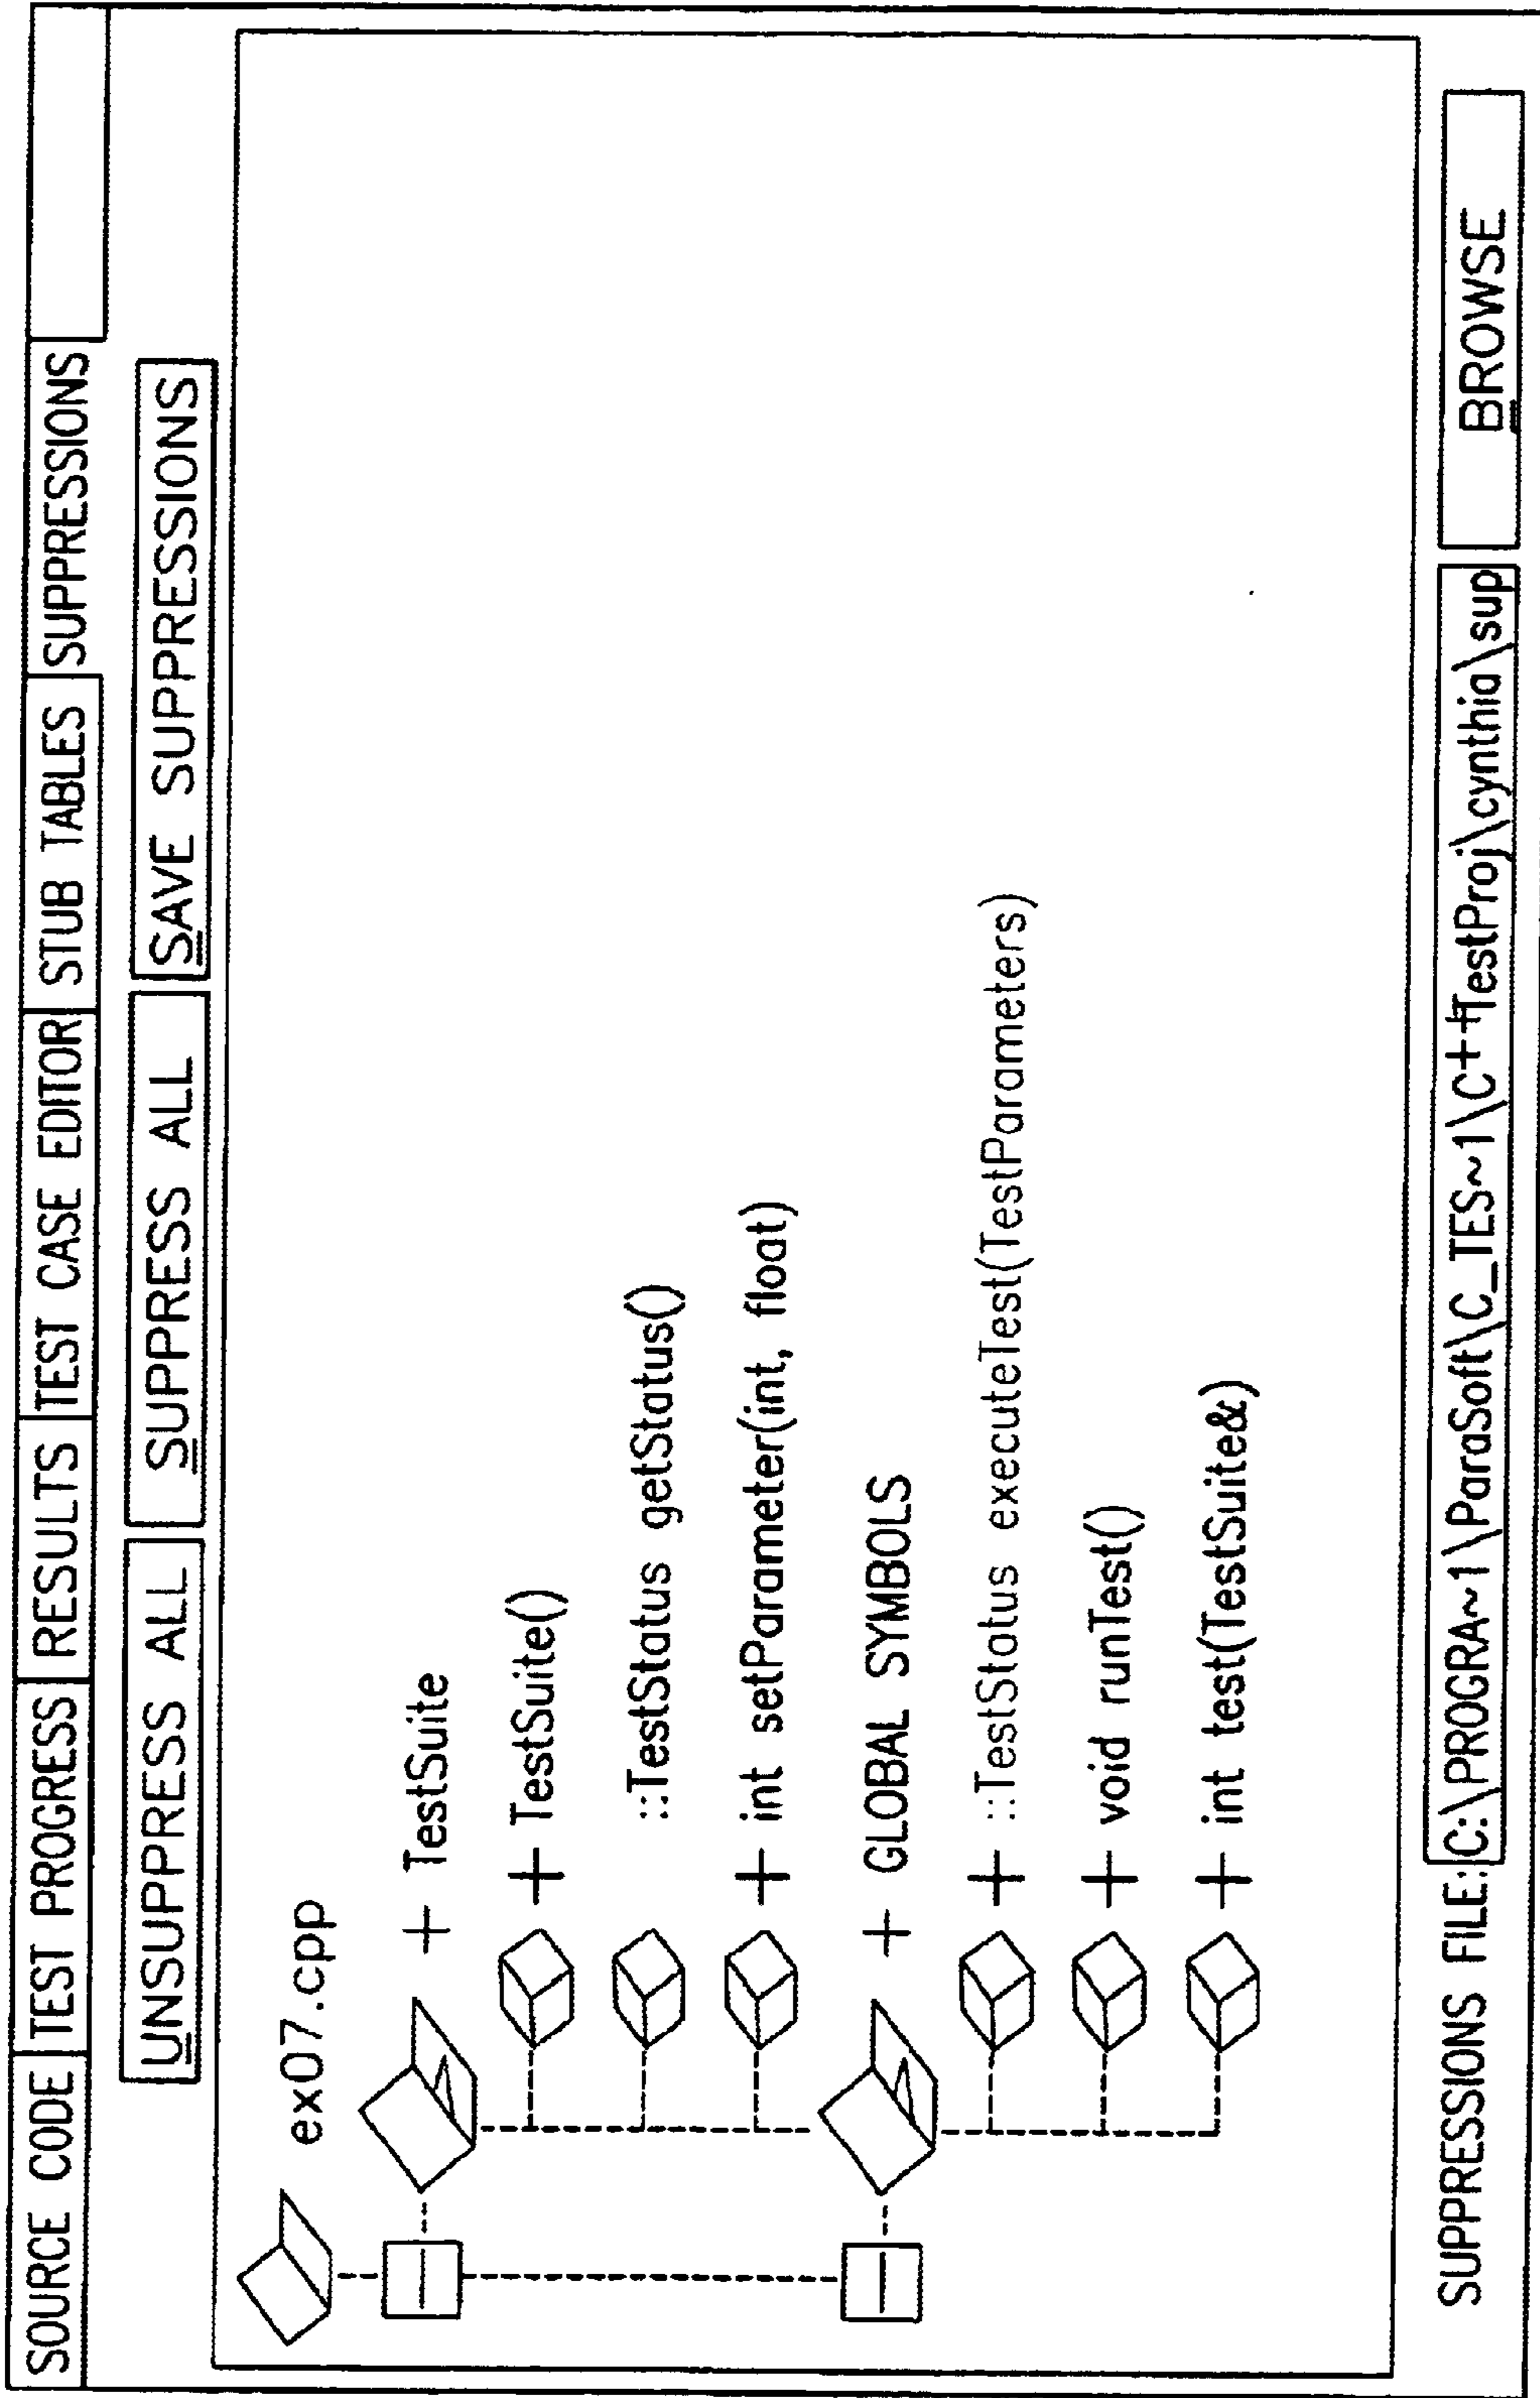 SOURCE CODE TEST PROGRESS RESULTS TEST CASE EDITOR STUB TABLES SUPPRESSIONS
UNSUPPRESS ALL SUPPRESS ALL SAVE SUPPRESSIONS
ex07.cpp
+ TestSuite
+ TestSuite()
::TestStatus getStatus()
+ int setParameter(int, float)
+ GLOBAL SYMBOLS
+ ::TestStatus executeTest(TestParameters)
+ void runTest()
+ int test(TestSuite&)
SUPPRESSIONS FILE: C:\PROGRA~1\ParaSoft\C_TES~1\C++TestProj\cynthia\sup BROWSE